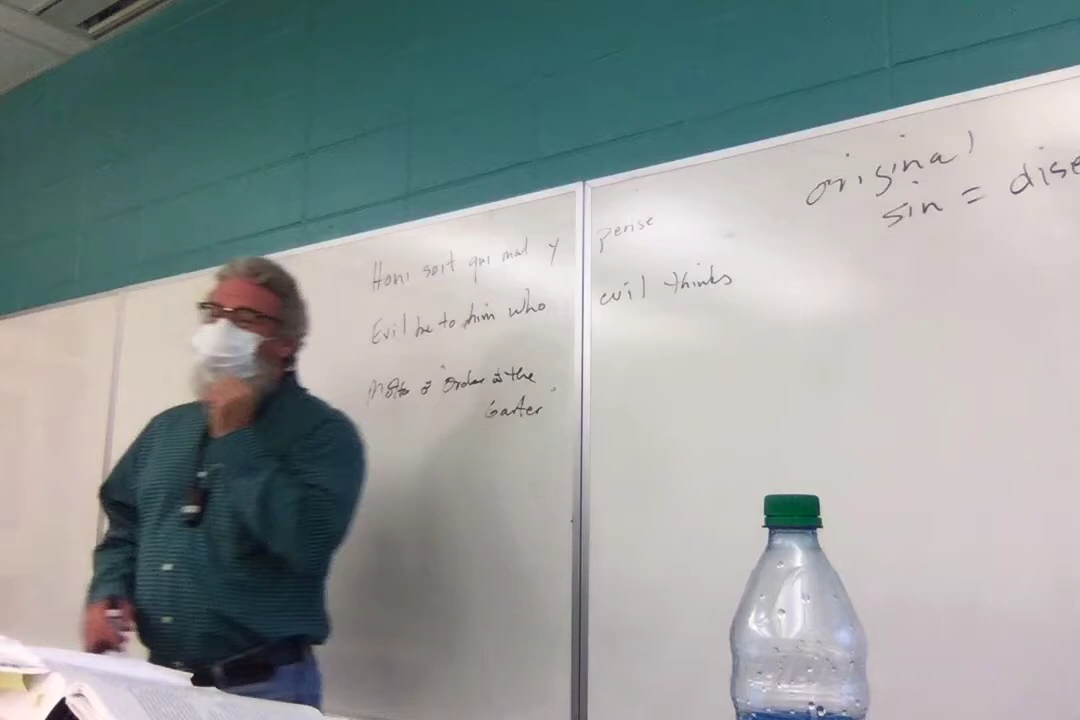 Honi soit qui mal y pense
Evil be to him who evil thinks
Motto of "Order of the
Garter"
original
sin = dise